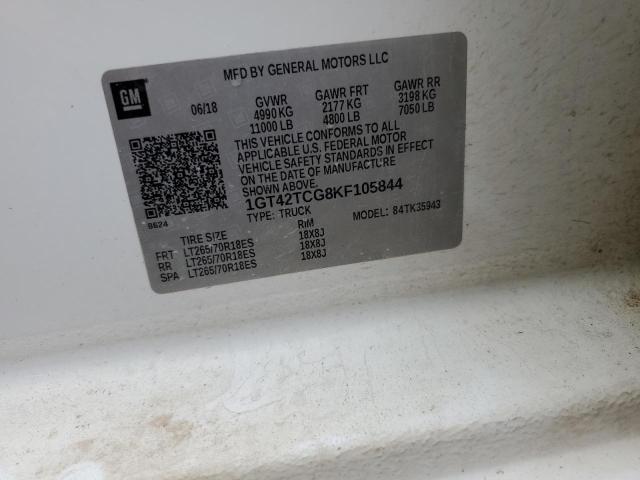 MFD BY GENERAL MOTORS LLC
GM
06/18 GVWR GAWR FRT GAWR RR
4990 KG 2177 KG 3198 KG
11000 LB 4800 LB 7050 LB
THIS VEHICLE CONFORMS TO ALL
APPLICABLE U.S. FEDERAL MOTOR
VEHICLE SAFETY STANDARDS IN EFFECT
ON THE DATE OF MANUFACTURE
SHOWN ABOVE.
1GT42TCG8KF105844
8624 TYPE: TRUCK MODEL: 84TK35943
TIRE SIZE RIM
FRT LT265/70R18ES 18X8J
RR LT265/70R18ES 18X8J
SPA LT265/70R18ES 18X8J